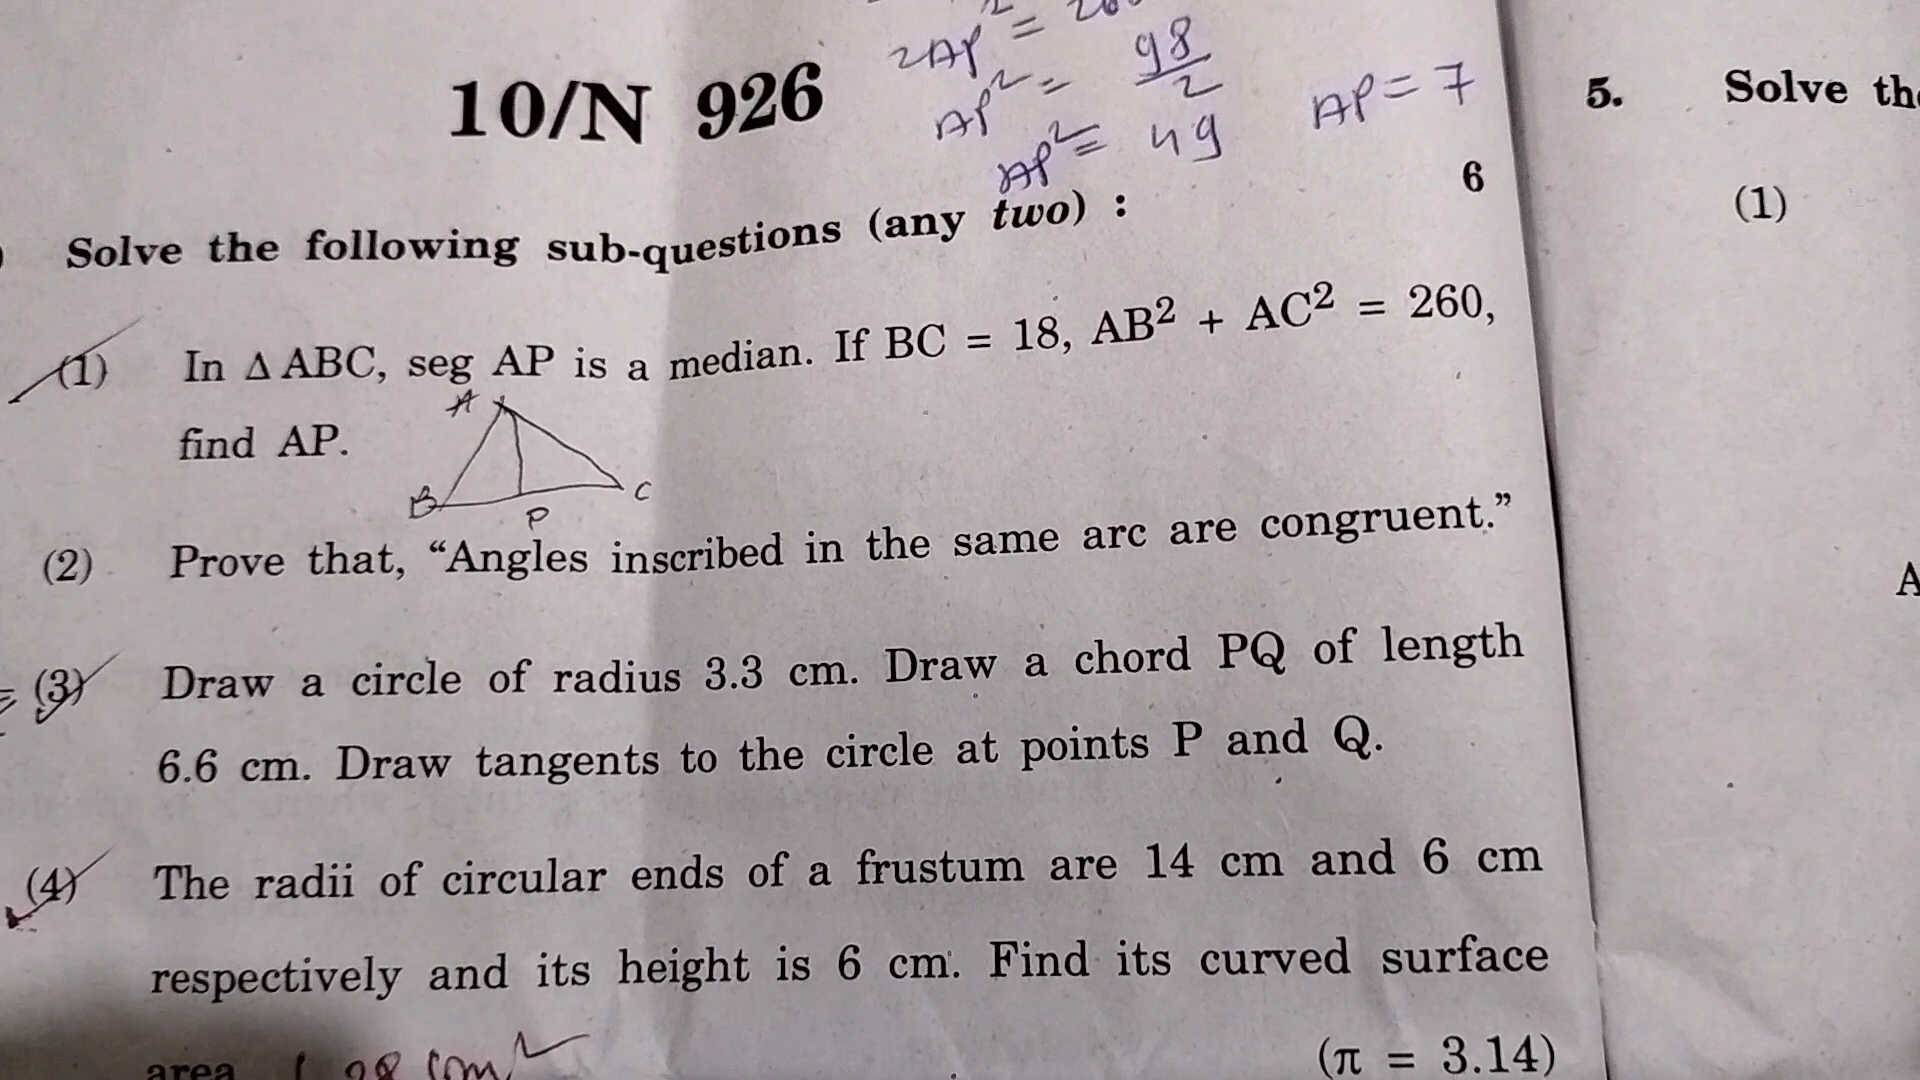 2AP² =
10/N 926
AP² = 98/2
AP = 7
AP² = 49
5. Solve the
6
(1)
Solve the following sub-questions (any two) :
(1) In Δ ABC, seg AP is a median. If BC = 18, AB² + AC² = 260,
find AP.
A
B
P
C
(2) Prove that, “Angles inscribed in the same arc are congruent.”
A
(3) Draw a circle of radius 3.3 cm. Draw a chord PQ of length
6.6 cm. Draw tangents to the circle at points P and Q.
(4) The radii of circular ends of a frustum are 14 cm and 6 cm
respectively and its height is 6 cm. Find its curved surface
area
(π = 3.14)